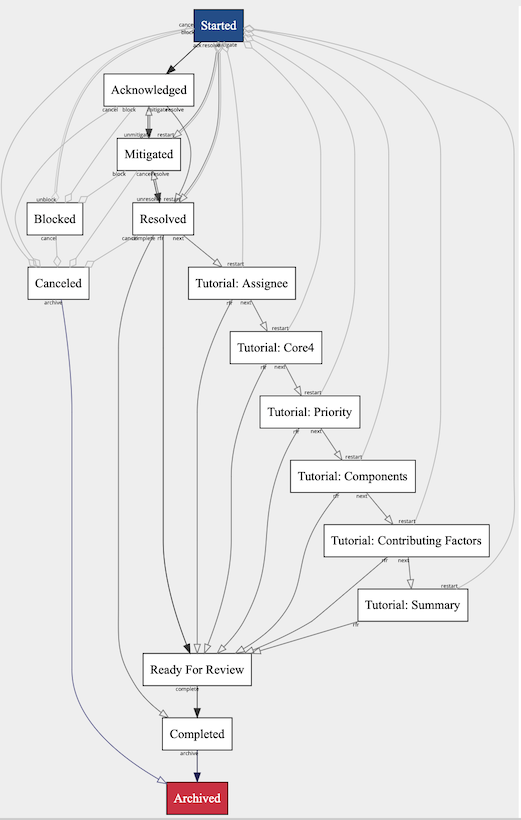 Started
cancel
block
ack resolve mitigate
Acknowledged
cancel block mitigate resolve
unmitigate restart
Mitigated
block cancel resolve
unblock
unresolve restart
Blocked
Resolved
cancel
cancel complete rfr next
restart
Canceled
Tutorial: Assignee
archive
rfr next
restart
Tutorial: Core4
rfr next
restart
Tutorial: Priority
rfr next
restart
Tutorial: Components
rfr next
restart
Tutorial: Contributing Factors
rfr next
restart
Tutorial: Summary
rfr
Ready For Review
complete
Completed
archive
Archived